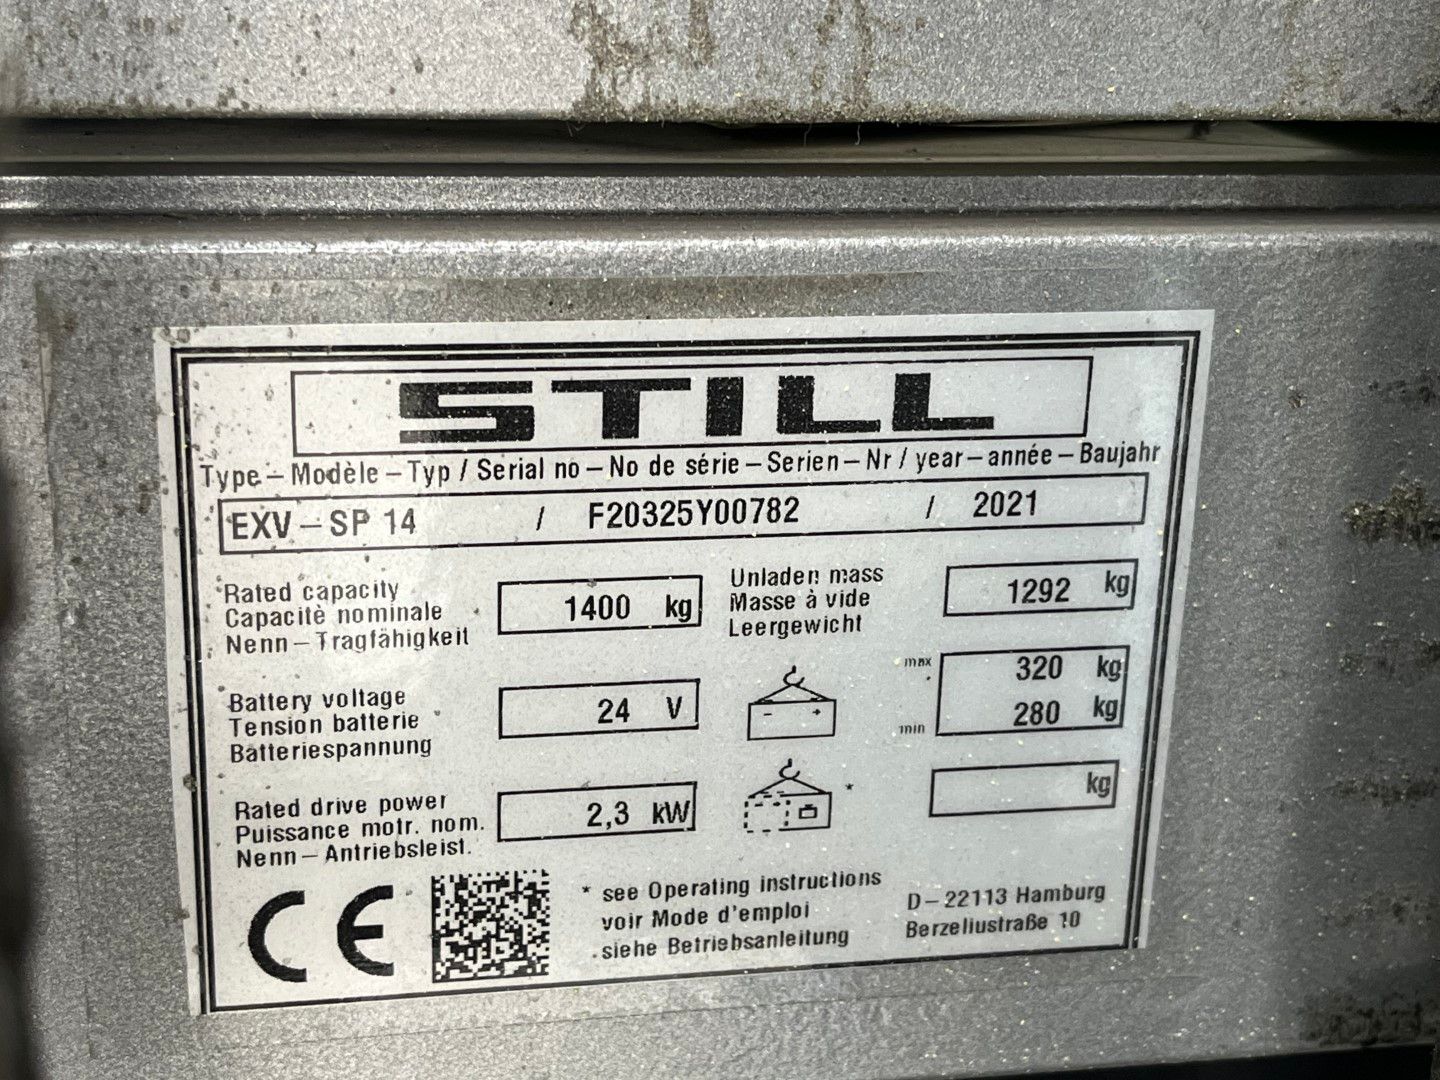 STILL
Type – Modèle – Typ / Serial no – No de série – Serien – Nr / year – année – Baujahr
EXV – SP 14 / F20325Y00782 / 2021
Rated capacity
Capacitè nominale
Nenn – Tragfähigkeit
1400 kg
Unladen mass
Masse à vide
Leergewicht
1292 kg
Battery voltage
Tension batterie
Batteriespannung
24 V
- +
max 320 kg
min 280 kg
Rated drive power
Puissance motr. nom.
Nenn – Antriebsleist.
2,3 kW
*
kg
CE
* see Operating instructions
voir Mode d'emploi
siehe Betriebsanleitung
D – 22113 Hamburg
Berzeliusstraße 10